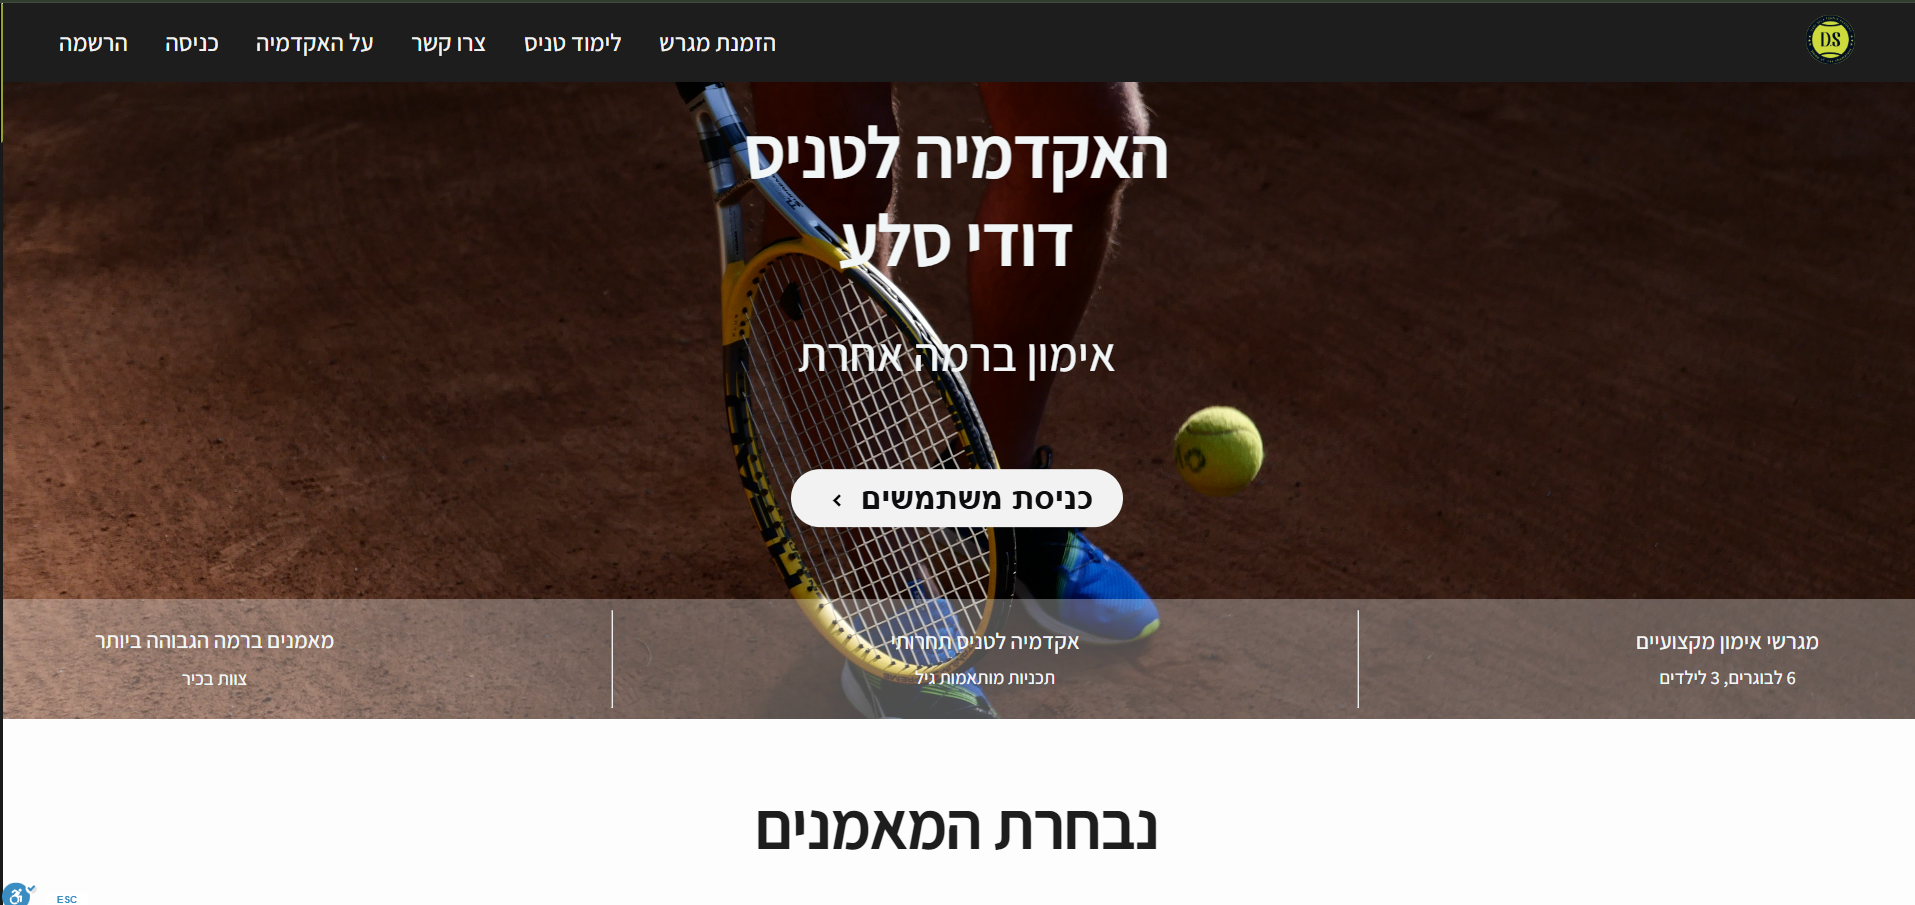 DS
הזמנת מגרש
לימוד טניס
צרו קשר
על האקדמיה
כניסה
הרשמה
האקדמיה לטניס
דודי סלע
אימון ברמה אחרת
כניסת משתמשים
מגרשי אימון מקצועיים
6 לבוגרים, 3 לילדים
אקדמיה לטניס תחרותי
תכניות מותאמות גיל
מאמנים ברמה הגבוהה ביותר
צוות בכיר
נבחרת המאמנים
ESC